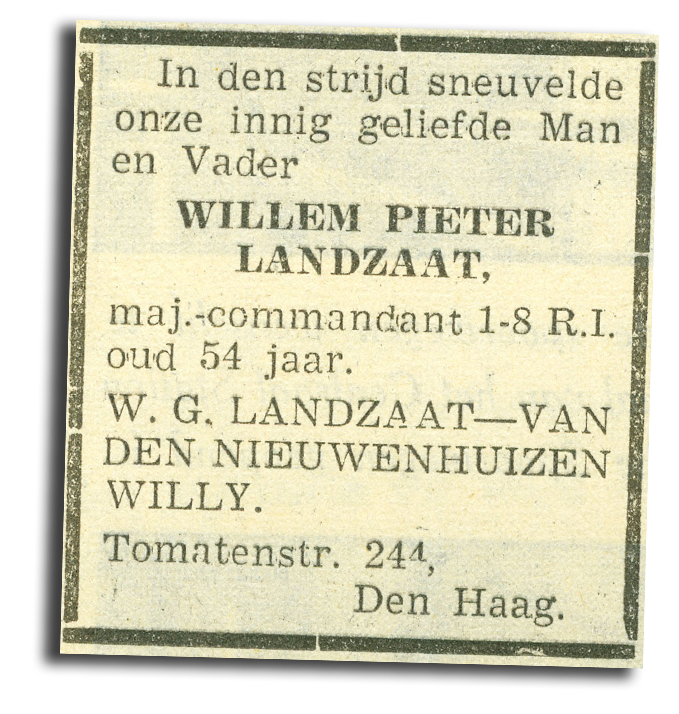 In den strijd sneuvelde
onze innig geliefde Man
en Vader
WILLEM PIETER
LANDZAAT,
maj.-commandant 1-8 R.I.
oud 54 jaar.
W. G. LANDZAAT—VAN
DEN NIEUWENHUIZEN
WILLY.
Tomatenstr. 244,
Den Haag.